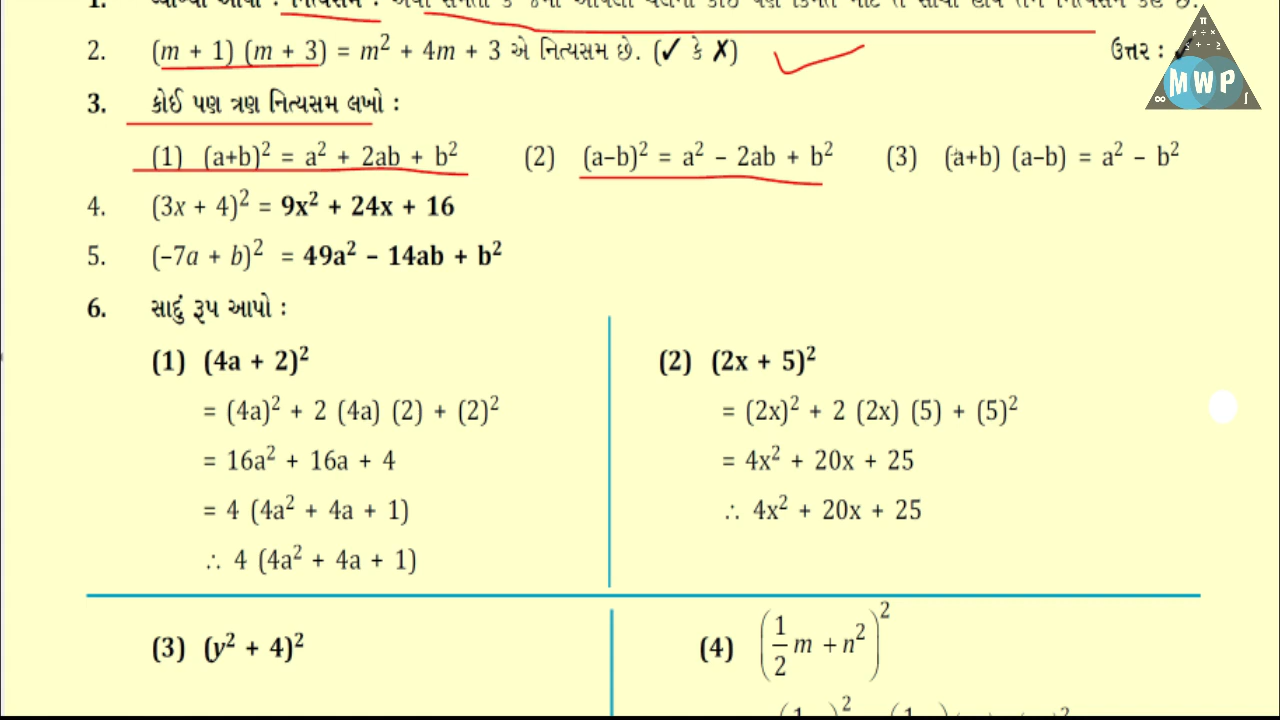 1. વ્યાખ્યા આપો : નિત્યસમ :
2. (m + 1) (m + 3) = m² + 4m + 3 એ નિત્યસમ છે. (✓ કે ✗) ઉત્તર : ✓
MWP
3. કોઈ પણ ત્રણ નિત્યસમ લખો :
(1) (a+b)² = a² + 2ab + b² (2) (a–b)² = a² – 2ab + b² (3) (a+b) (a–b) = a² – b²
4. (3x + 4)² = 9x² + 24x + 16
5. (–7a + b)² = 49a² – 14ab + b²
6. સાદું રૂપ આપો :
(1) (4a + 2)²
= (4a)² + 2 (4a) (2) + (2)²
= 16a² + 16a + 4
= 4 (4a² + 4a + 1)
∴ 4 (4a² + 4a + 1)
(2) (2x + 5)²
= (2x)² + 2 (2x) (5) + (5)²
= 4x² + 20x + 25
∴ 4x² + 20x + 25
(3) (y² + 4)²
(4) (1/2 m + n²)²